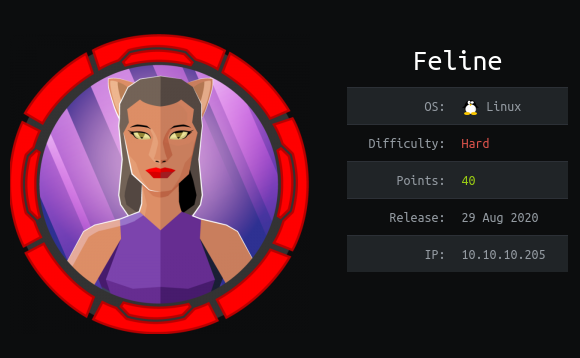 Feline
OS: Linux
Difficulty: Hard
Points: 40
Release: 29 Aug 2020
IP: 10.10.10.205